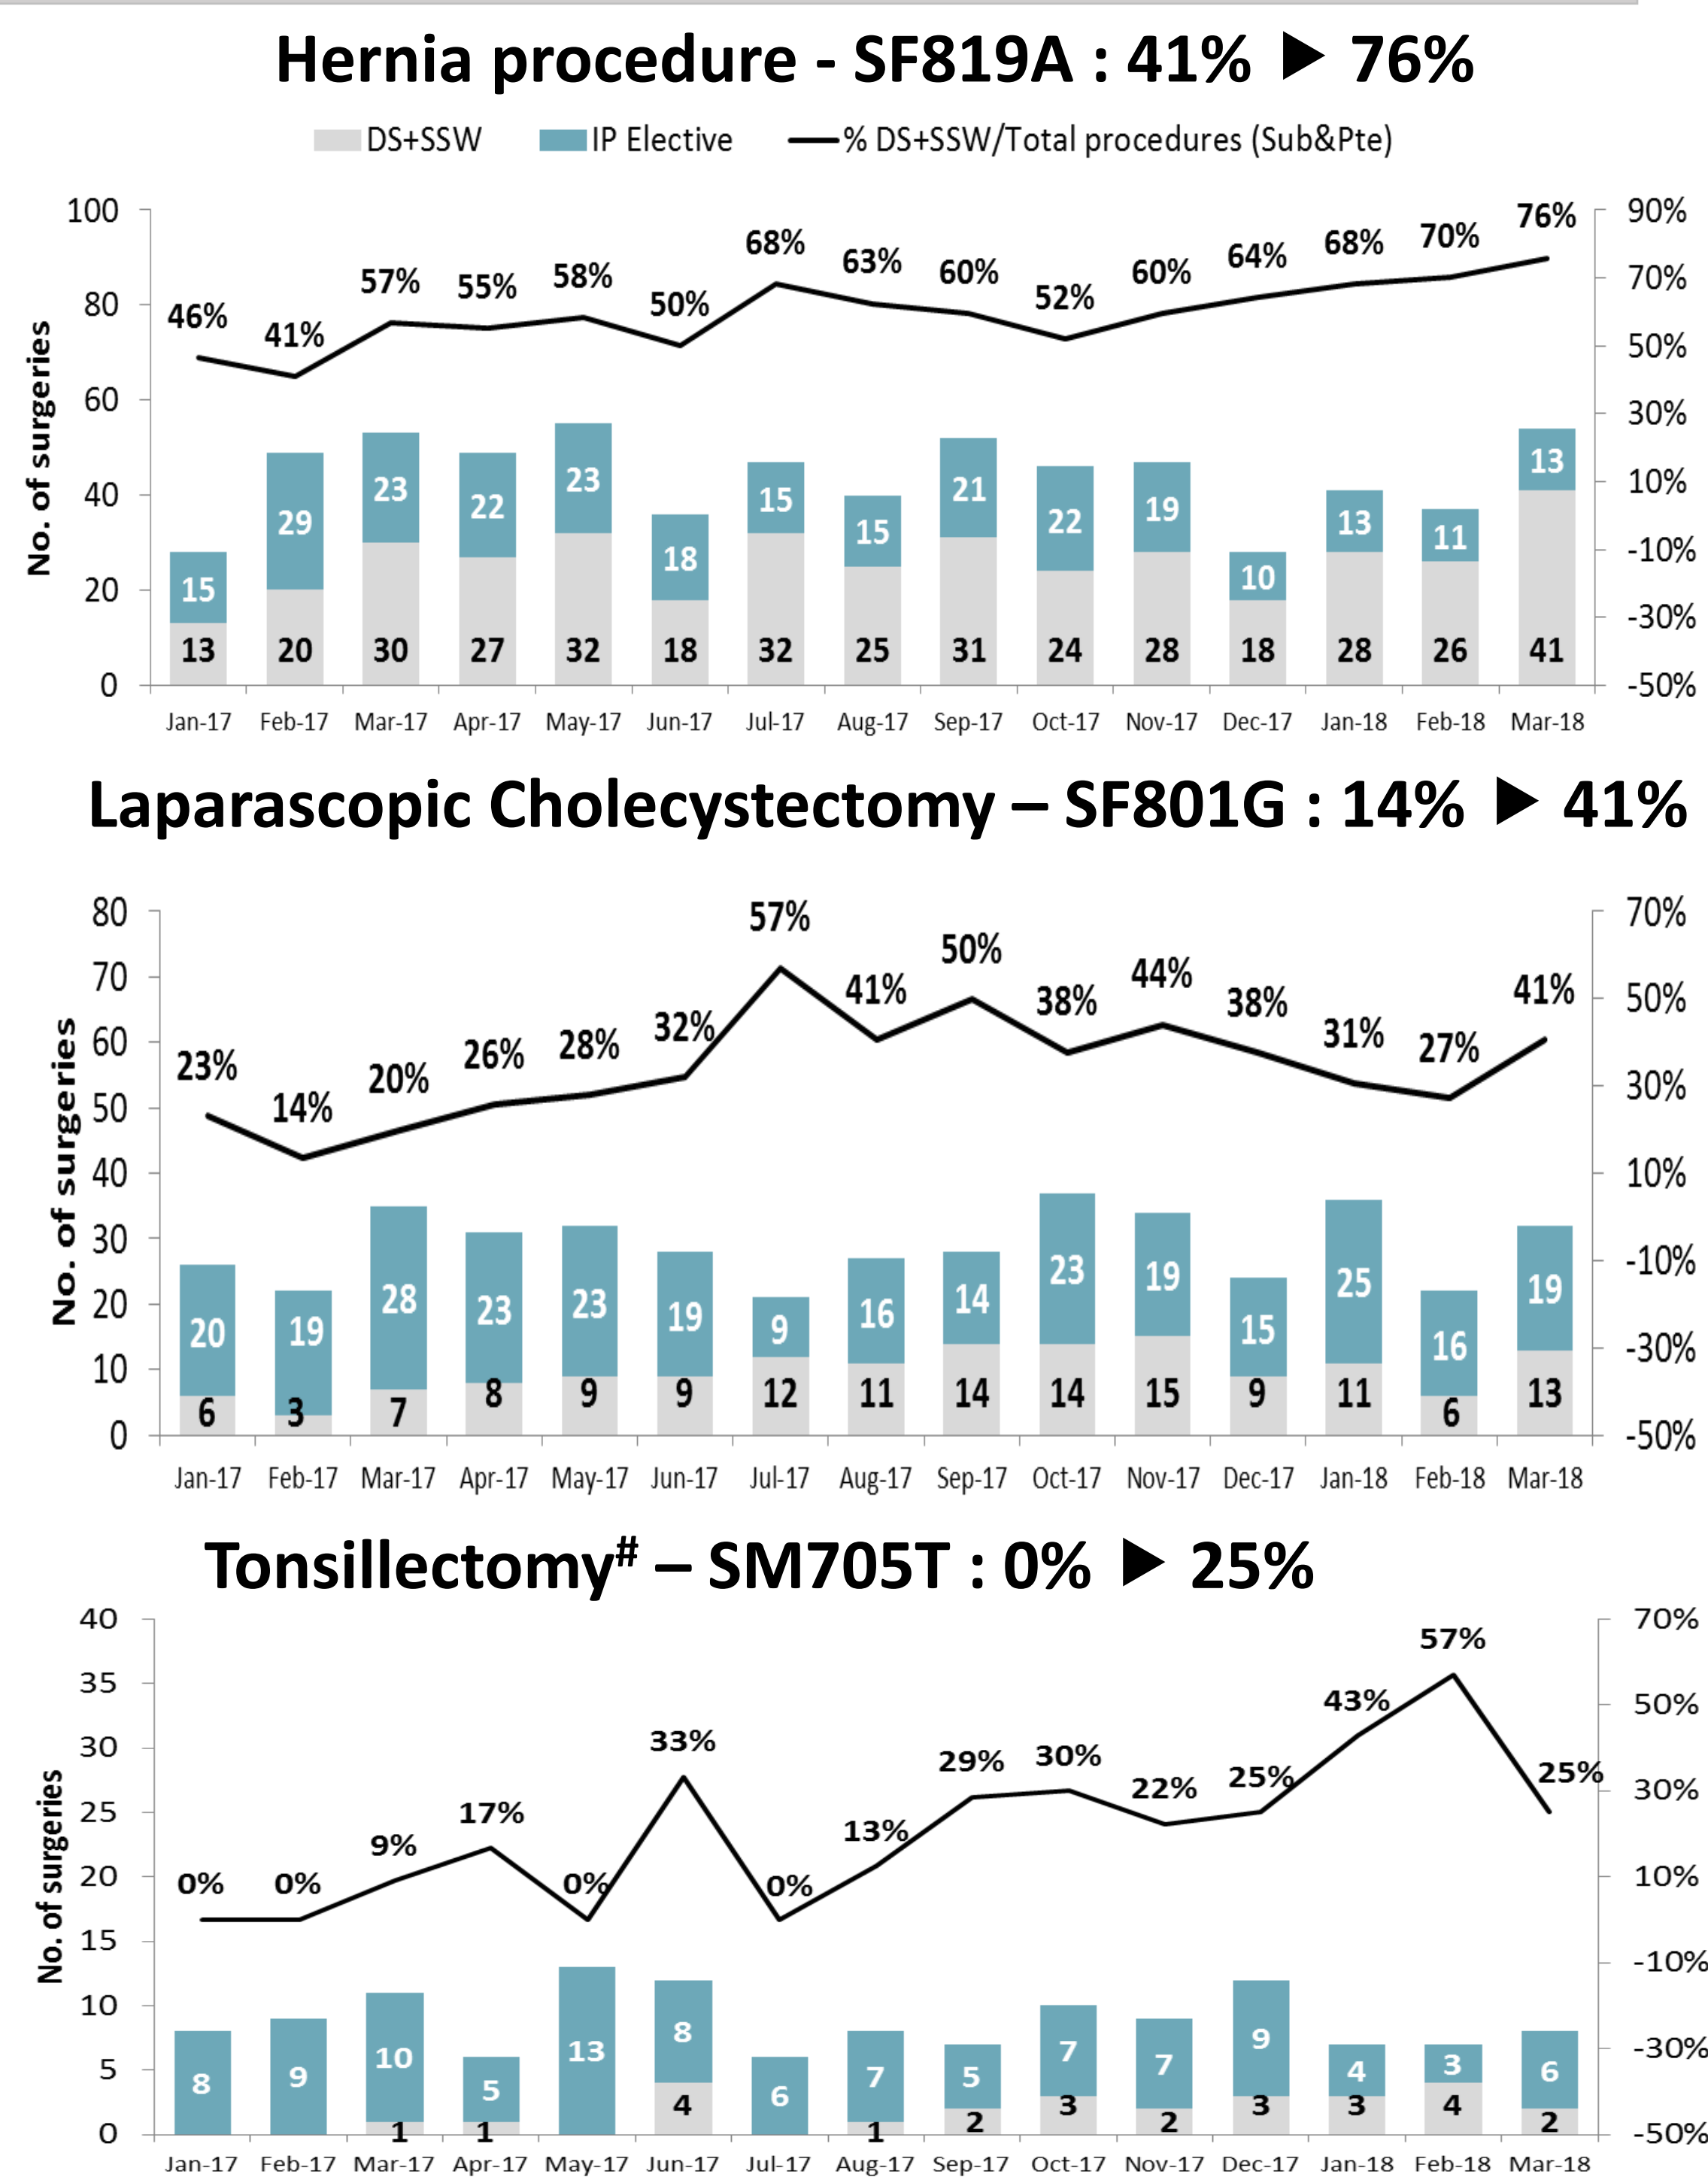 Hernia procedure - SF819A : 41% ▶ 76%
DS+SSW IP Elective % DS+SSW/Total procedures (Sub&Pte)
No. of surgeries
100 80 60 40 20 0
90% 70% 50% 30% 10% -10% -30% -50%
46% 41% 57% 55% 58% 50% 68% 63% 60% 52% 60% 64% 68% 70% 76%
15 29 23 22 23 18 15 15 21 22 19 10 13 11 13
13 20 30 27 32 18 32 25 31 24 28 18 28 26 41
Jan-17 Feb-17 Mar-17 Apr-17 May-17 Jun-17 Jul-17 Aug-17 Sep-17 Oct-17 Nov-17 Dec-17 Jan-18 Feb-18 Mar-18
Laparascopic Cholecystectomy – SF801G : 14% ▶ 41%
No. of surgeries
80 70 60 50 40 30 20 10 0
70% 50% 30% 10% -10% -30% -50%
23% 14% 20% 26% 28% 32% 57% 41% 50% 38% 44% 38% 31% 27% 41%
20 19 28 23 23 19 9 16 14 23 19 15 25 16 19
6 3 7 8 9 9 12 11 14 14 15 9 11 6 13
Jan-17 Feb-17 Mar-17 Apr-17 May-17 Jun-17 Jul-17 Aug-17 Sep-17 Oct-17 Nov-17 Dec-17 Jan-18 Feb-18 Mar-18
Tonsillectomy# – SM705T : 0% ▶ 25%
No. of surgeries
40 35 30 25 20 15 10 5 0
70% 50% 30% 10% -10% -30% -50%
0% 0% 9% 17% 0% 33% 0% 13% 29% 30% 22% 25% 43% 57% 25%
8 9 10 5 13 8 6 7 5 7 7 9 4 3 6
1 1 4 1 2 3 2 3 3 4 2
Jan-17 Feb-17 Mar-17 Apr-17 May-17 Jun-17 Jul-17 Aug-17 Sep-17 Oct-17 Nov-17 Dec-17 Jan-18 Feb-18 Mar-18